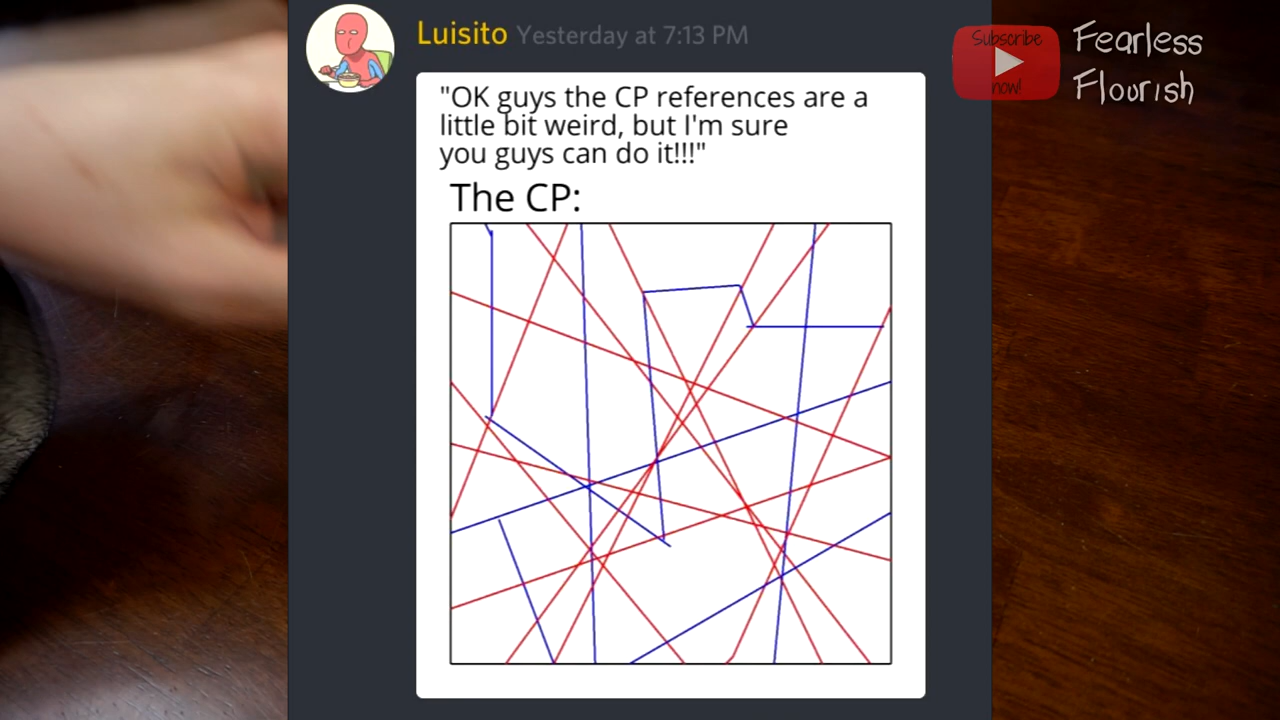 Luisito Yesterday at 7:13 PM
"OK guys the CP references are a
little bit weird, but I'm sure
you guys can do it!!!"
The CP:
Subscribe
now!
Fearless
Flourish